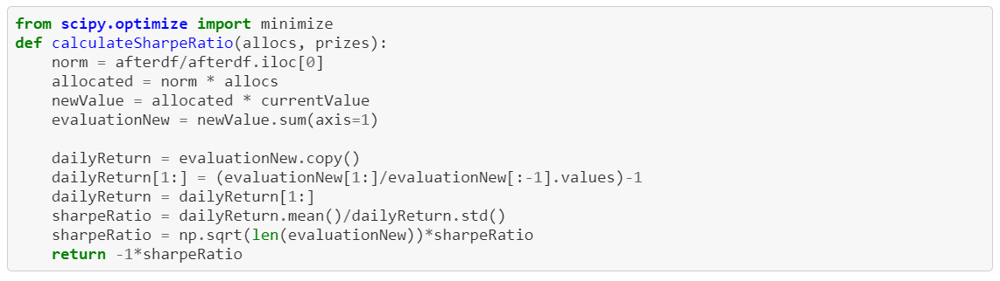 from scipy.optimize import minimize
def calculateSharpeRatio(allocs, prizes):
    norm = afterdf/afterdf.iloc[0]
    allocated = norm * allocs
    newValue = allocated * currentValue
    evaluationNew = newValue.sum(axis=1)

    dailyReturn = evaluationNew.copy()
    dailyReturn[1:] = (evaluationNew[1:]/evaluationNew[:-1].values)-1
    dailyReturn = dailyReturn[1:]
    sharpeRatio = dailyReturn.mean()/dailyReturn.std()
    sharpeRatio = np.sqrt(len(evaluationNew))*sharpeRatio
    return -1*sharpeRatio